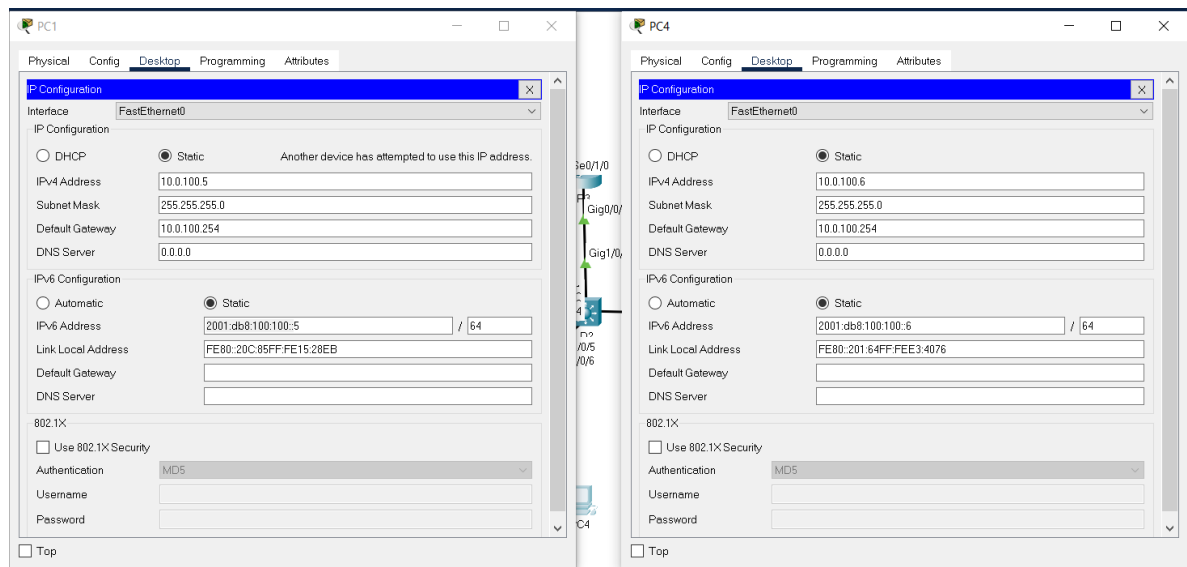 PC1
Physical Config Desktop Programming Attributes
IP Configuration X
Interface FastEthernet0
IP Configuration
DHCP Static Another device has attempted to use this IP address.
IPv4 Address 10.0.100.5
Subnet Mask 255.255.255.0
Default Gateway 10.0.100.254
DNS Server 0.0.0.0
IPv6 Configuration
Automatic Static
IPv6 Address 2001:db8:100:100::5 / 64
Link Local Address FE80::20C:85FF:FE15:28EB
Default Gateway
DNS Server
802.1X
Use 802.1X Security
Authentication MD5
Username
Password
Top
Se0/1/0
Gig0/0/
Gig1/0/
D2
/0/5
/0/6
PC4
Physical Config Desktop Programming Attributes
IP Configuration X
Interface FastEthernet0
IP Configuration
DHCP Static
IPv4 Address 10.0.100.6
Subnet Mask 255.255.255.0
Default Gateway 10.0.100.254
DNS Server 0.0.0.0
IPv6 Configuration
Automatic Static
IPv6 Address 2001:db8:100:100::6 / 64
Link Local Address FE80::201:64FF:FEE3:4076
Default Gateway
DNS Server
802.1X
Use 802.1X Security
Authentication MD5
Username
Password
Top